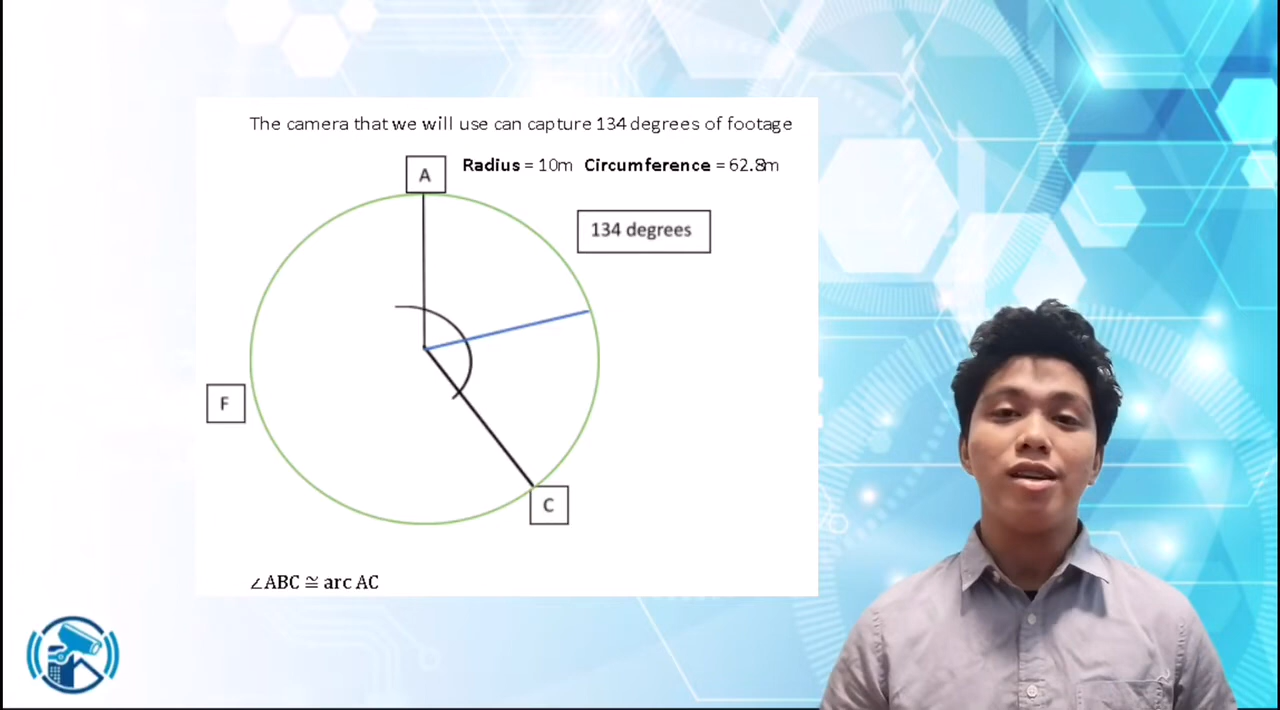 The camera that we will use can capture 134 degrees of footage
A
Radius = 10m Circumference = 62.8m
134 degrees
F
C
∠ABC ≅ arc AC